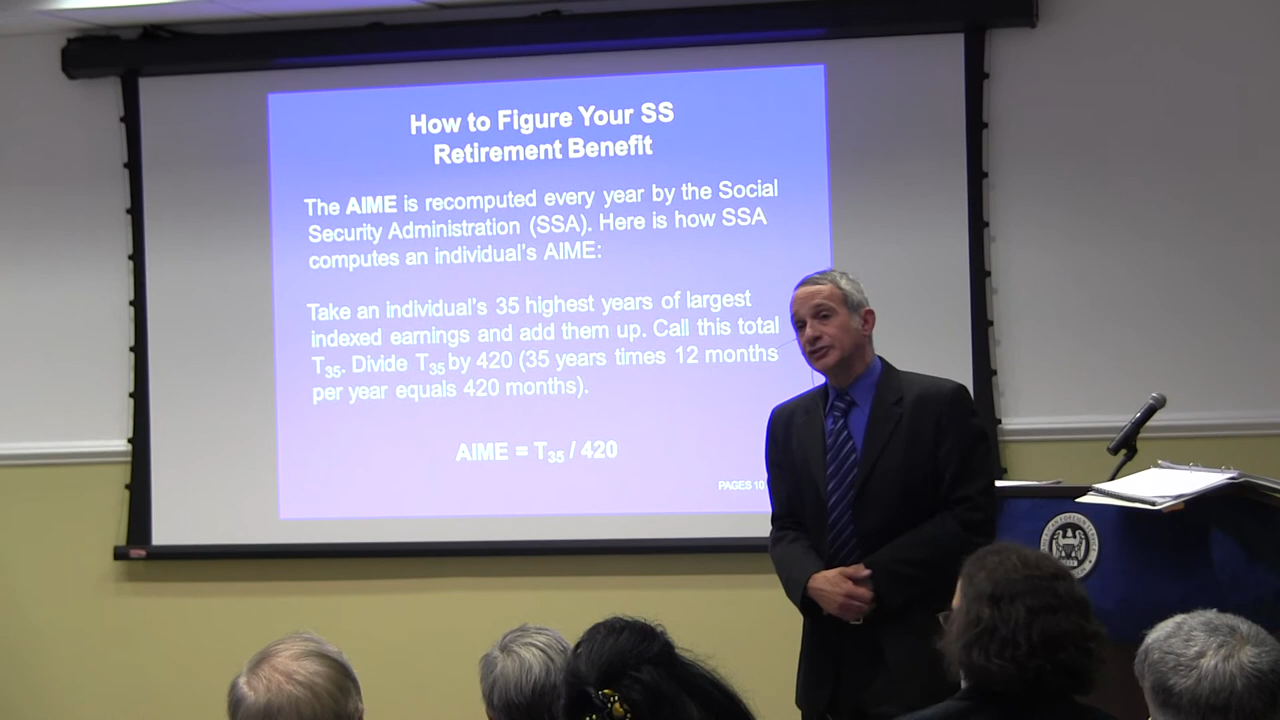 How to Figure Your SS
Retirement Benefit
The AIME is recomputed every year by the Social
Security Administration (SSA). Here is how SSA
computes an individual's AIME:
Take an individual's 35 highest years of largest
indexed earnings and add them up. Call this total
T35. Divide T35 by 420 (35 years times 12 months
per year equals 420 months).
AIME = T35 / 420
PAGES 10
FOREIGN SERVICE